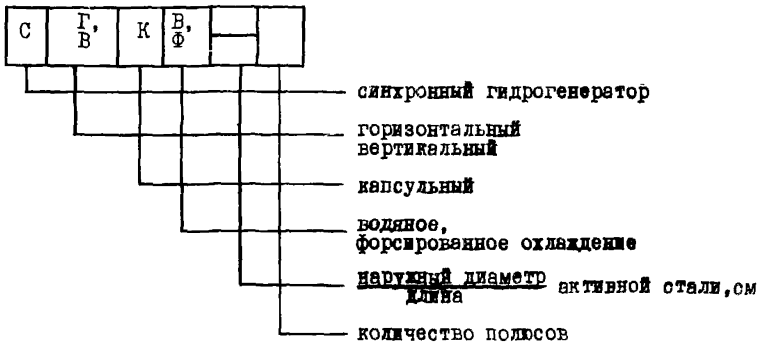 С
Г,
В
К
В,
Ф
синхронный гидрогенератор
горизонтальный
вертикальный
капсульный
водяное,
форсированное охлаждение
наружный диаметр
длина
активной стали,см
количество полюсов